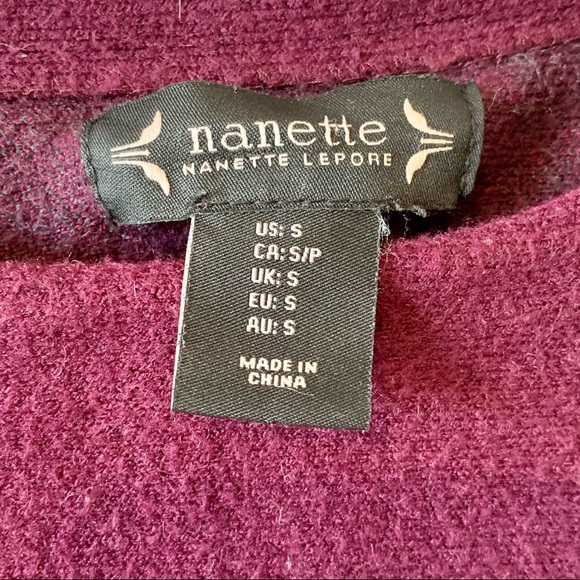 nanette
NANETTE LEPORE
US: S
CA: S/P
UK: S
EU: S
AU: S
MADE IN
CHINA